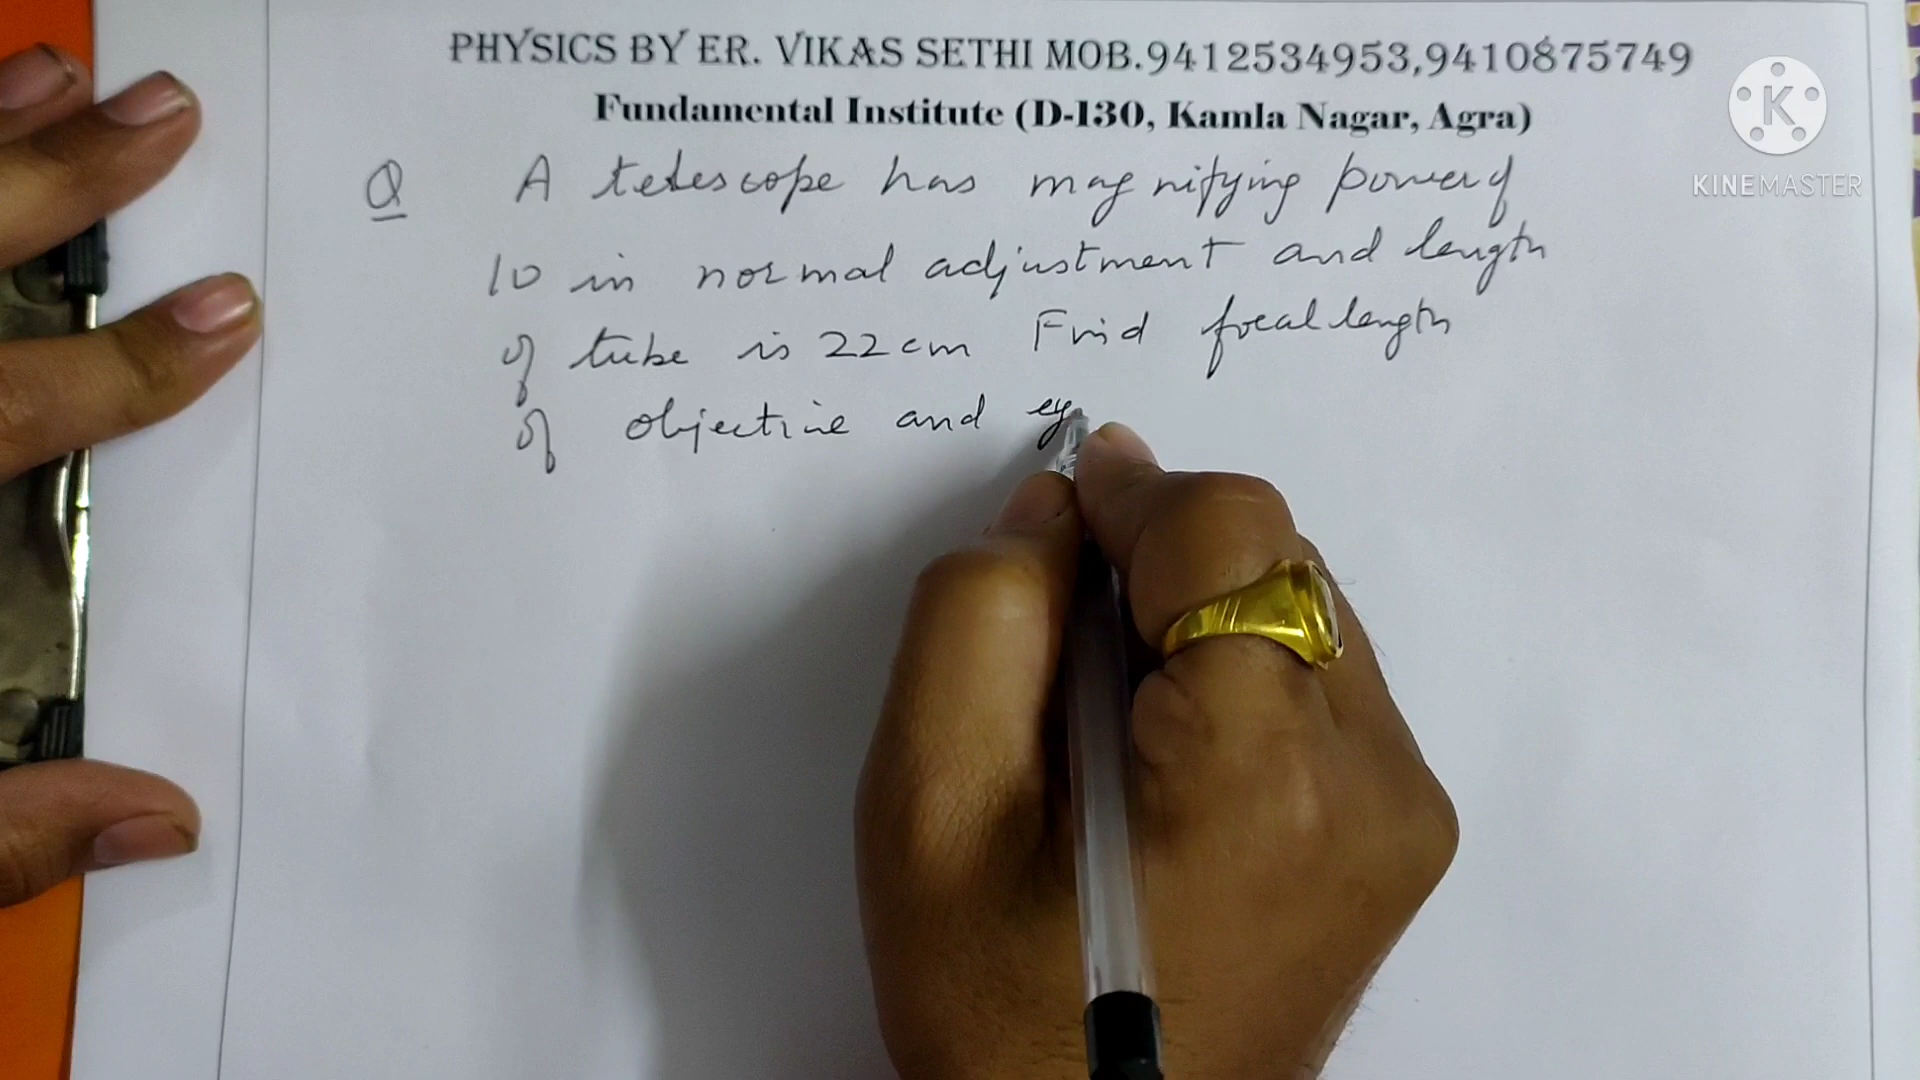 PHYSICS BY ER. VIKAS SETHI MOB.9412534953,9410875749
Fundamental Institute (D-130, Kamla Nagar, Agra)
K
KINEMASTER
Q A telescope has magnifying power of
10 in normal adjustment and length
of tube is 22 cm Find focal length
of objective and ey